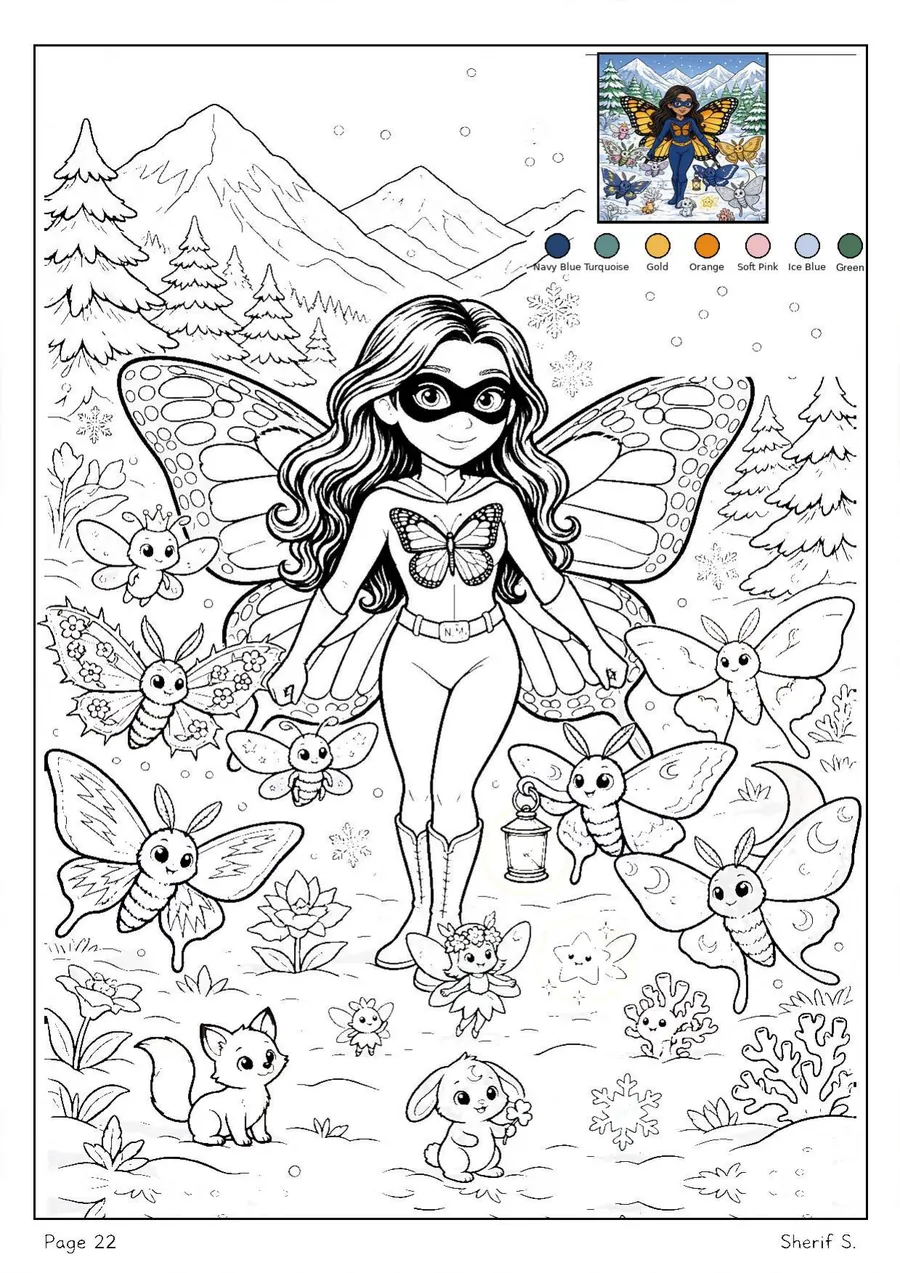 Navy Blue Turquoise Gold Orange Soft Pink Ice Blue Green
N.M.
Page 22
Sherif S.